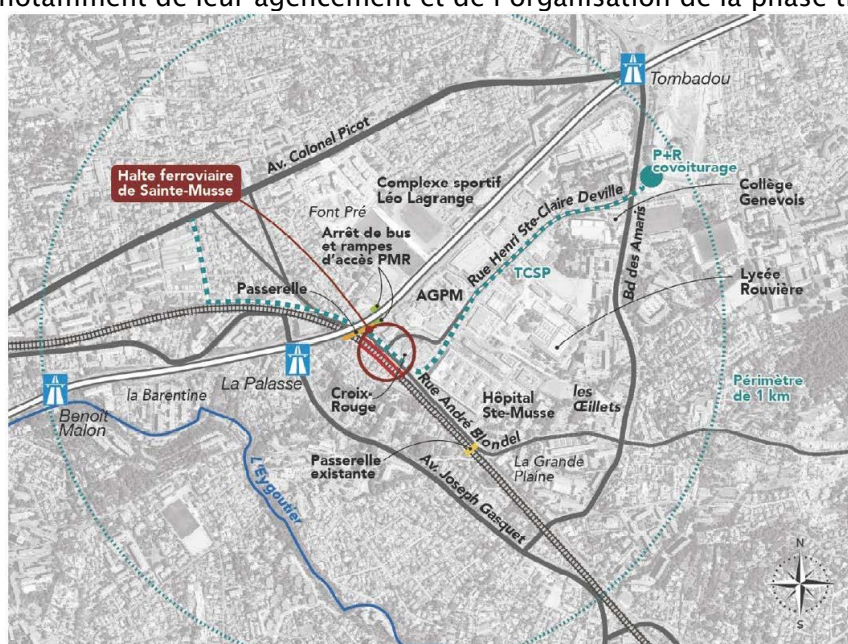 notamment de leur agencement et de l'organisation de la phase t
Tombadou
Av. Colonel Picot
P+R
covoiturage
Halte ferroviaire
de Sainte-Musse
Complexe sportif
Léo Lagrange
Collège
Genevois
Font Pré
Rue Henri Ste-Claire Deville
Arrêt de bus
et rampes
d'accès PMR
Bd des Amaris
TCSP
Lycée
Rouvière
Passerelle
AGPM
La Palasse
Croix-
Rouge
Rue André Blondel
Hôpital
Ste-Musse
les
Œillets
Périmètre
de 1 km
la Barentine
Benoit
Malon
L'Eygoutier
Passerelle
existante
La Grande
Plaine
Av. Joseph Gasquet
N
S